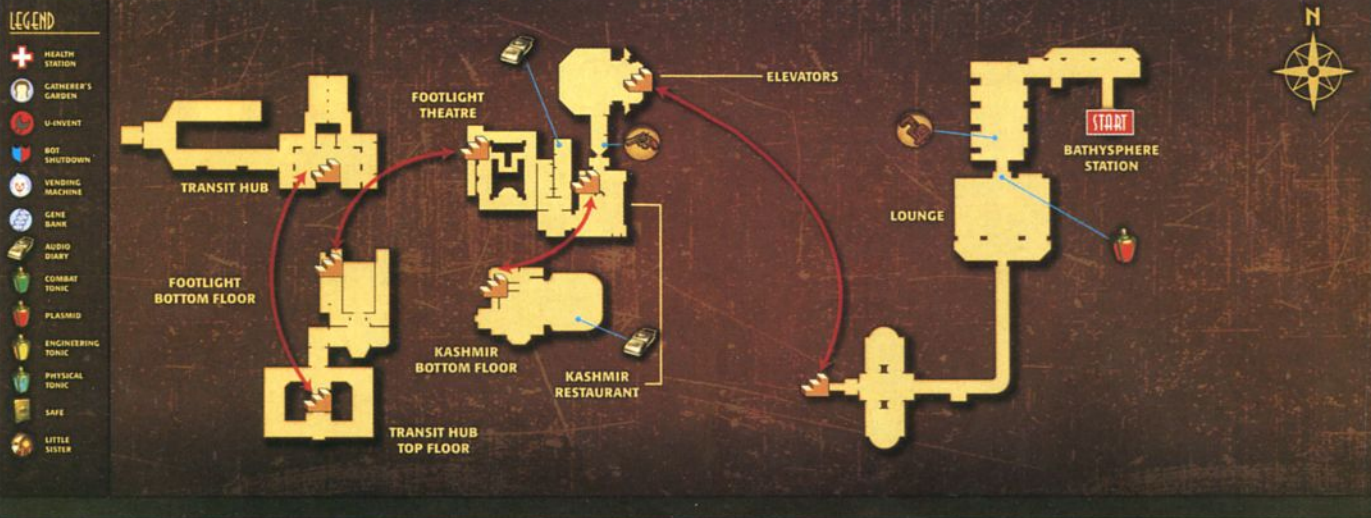 LEGEND
HEALTH
STATION
GATHERER'S
GARDEN
U-INVENT
BOT
SHUTDOWN
VENDING
MACHINE
GENE
BANK
AUDIO
DIARY
COMBAT
TONIC
PLASMID
ENGINEERING
TONIC
PHYSICAL
TONIC
SAFE
LITTLE
SISTER
TRANSIT HUB
FOOTLIGHT
THEATRE
ELEVATORS
START
BATHYSPHERE
STATION
LOUNGE
FOOTLIGHT
BOTTOM FLOOR
KASHMIR
BOTTOM FLOOR
KASHMIR
RESTAURANT
TRANSIT HUB
TOP FLOOR
N